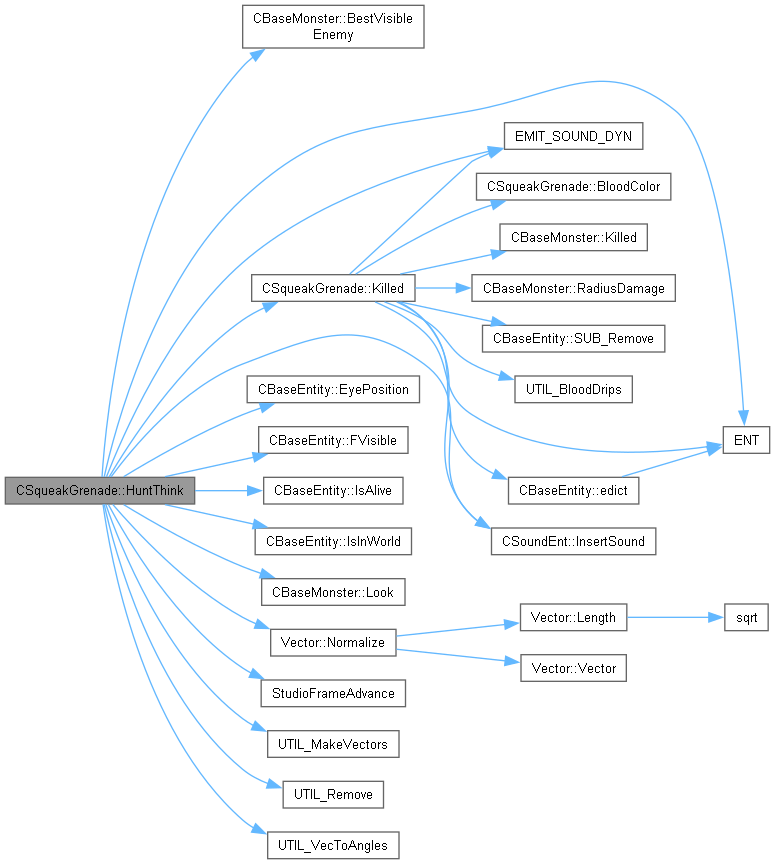 CBaseMonster::BestVisible
Enemy
EMIT_SOUND_DYN
CSqueakGrenade::BloodColor
CBaseMonster::Killed
CSqueakGrenade::Killed
CBaseMonster::RadiusDamage
CBaseEntity::SUB_Remove
CBaseEntity::EyePosition
UTIL_BloodDrips
CBaseEntity::FVisible
ENT
CSqueakGrenade::HuntThink
CBaseEntity::IsAlive
CBaseEntity::edict
CBaseEntity::IsInWorld
CSoundEnt::InsertSound
CBaseMonster::Look
Vector::Length
sqrt
Vector::Normalize
Vector::Vector
StudioFrameAdvance
UTIL_MakeVectors
UTIL_Remove
UTIL_VecToAngles